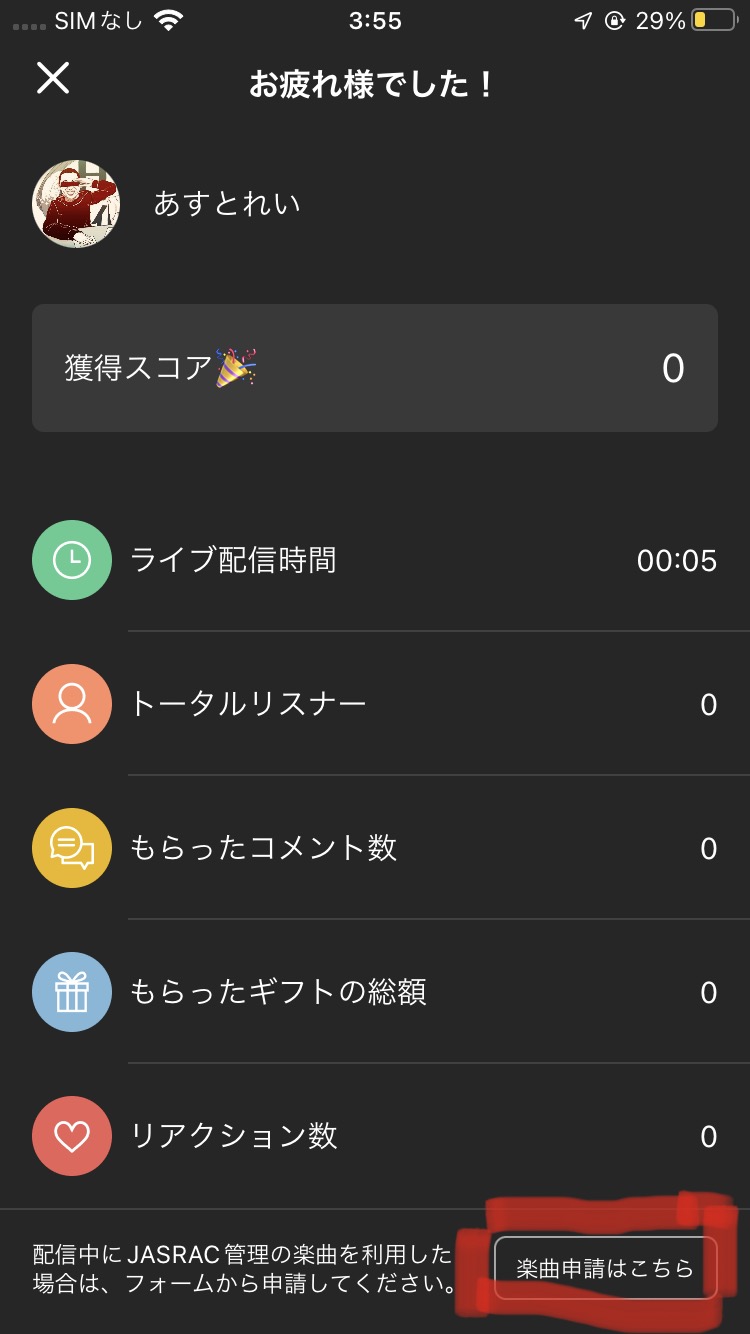 SIMなし 3:55 29%
お疲れ様でした！
あすとれい
獲得スコア🎉 0
ライブ配信時間 00:05
トータルリスナー 0
もらったコメント数 0
もらったギフトの総額 0
リアクション数 0
配信中にJASRAC管理の楽曲を利用した
場合は、フォームから申請してください。
楽曲申請はこちら